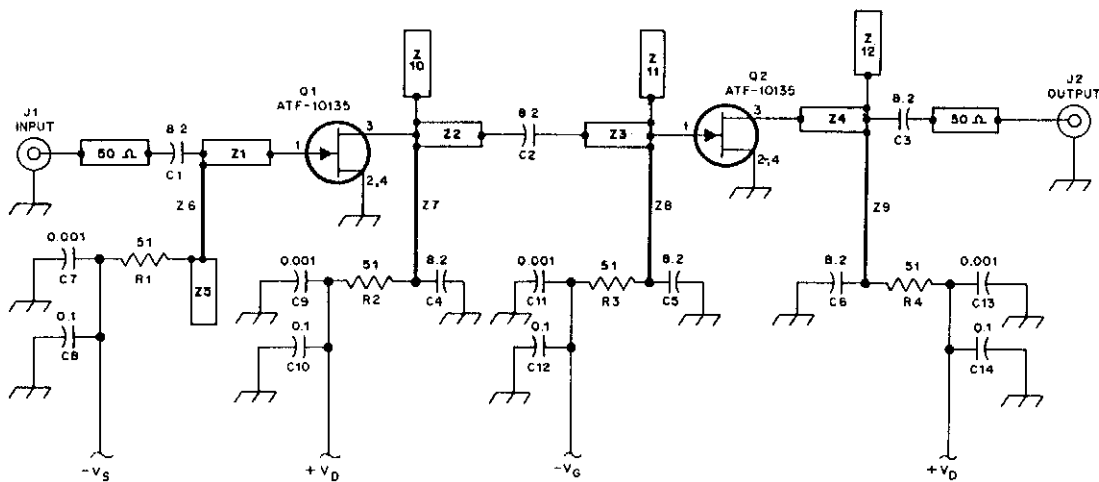 Z
10
Z
11
Z
12
Q1
ATF-10135
Q2
ATF-10135
J1
INPUT
J2
OUTPUT
50 Ω
8.2
C1
Z1
1
3
2,4
Z2
8.2
C2
Z3
1
3
2,4
Z4
8.2
C3
50 Ω
Z6
Z7
Z8
Z9
0.001
C7
51
R1
Z5
0.001
C9
51
R2
8.2
C4
0.001
C11
51
R3
8.2
C5
8.2
C6
51
R4
0.001
C13
0.1
C8
0.1
C10
0.1
C12
0.1
C14
-VS
+VD
-VG
+VD